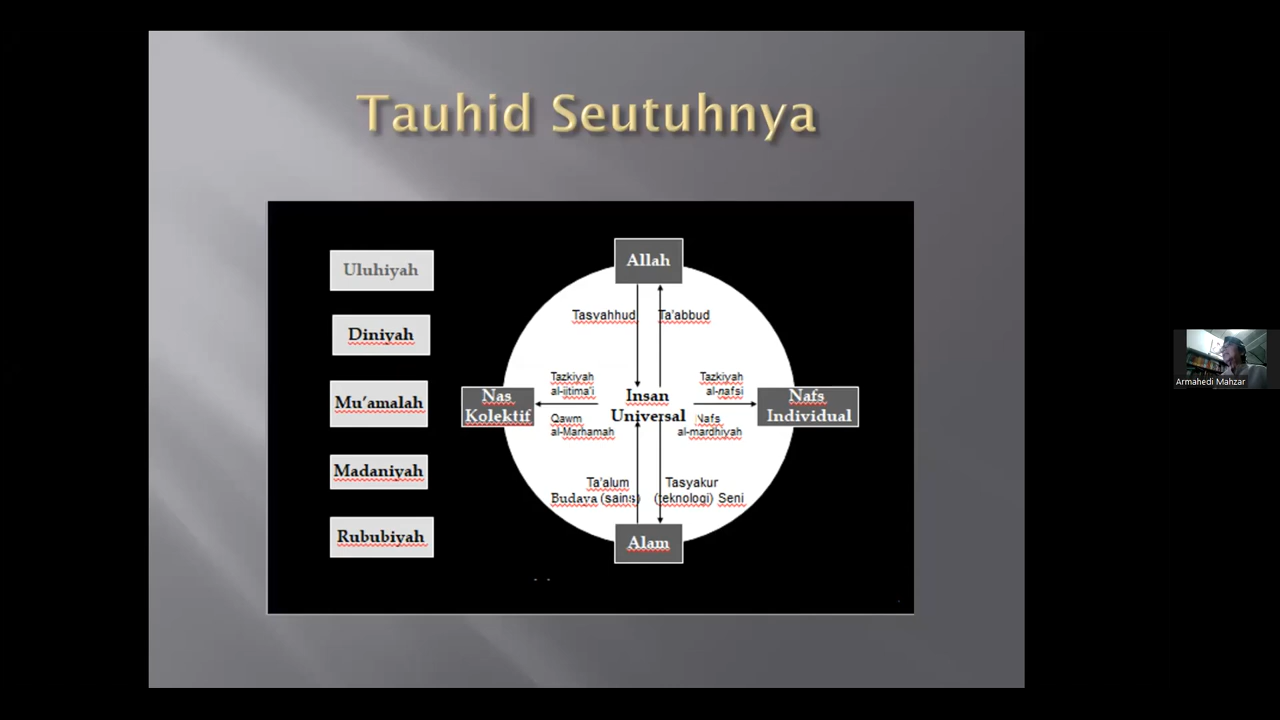 Tauhid Seutuhnya
Uluhiyah
Diniyah
Mu'amalah
Madaniyah
Rububiyah
Allah
Tasyahhud
Ta'abbud
Tazkiyah
al-ijtima'i
Tazkiyah
al-nafsi
Nas
Kolektif
Insan
Universal
Nafs
Individual
Qawm
al-Marhamah
Nafs
al-mardhiyah
Ta'alum
Budaya (sains)
Tasyakur
(teknologi) Seni
Alam
Armahedi Mahzar